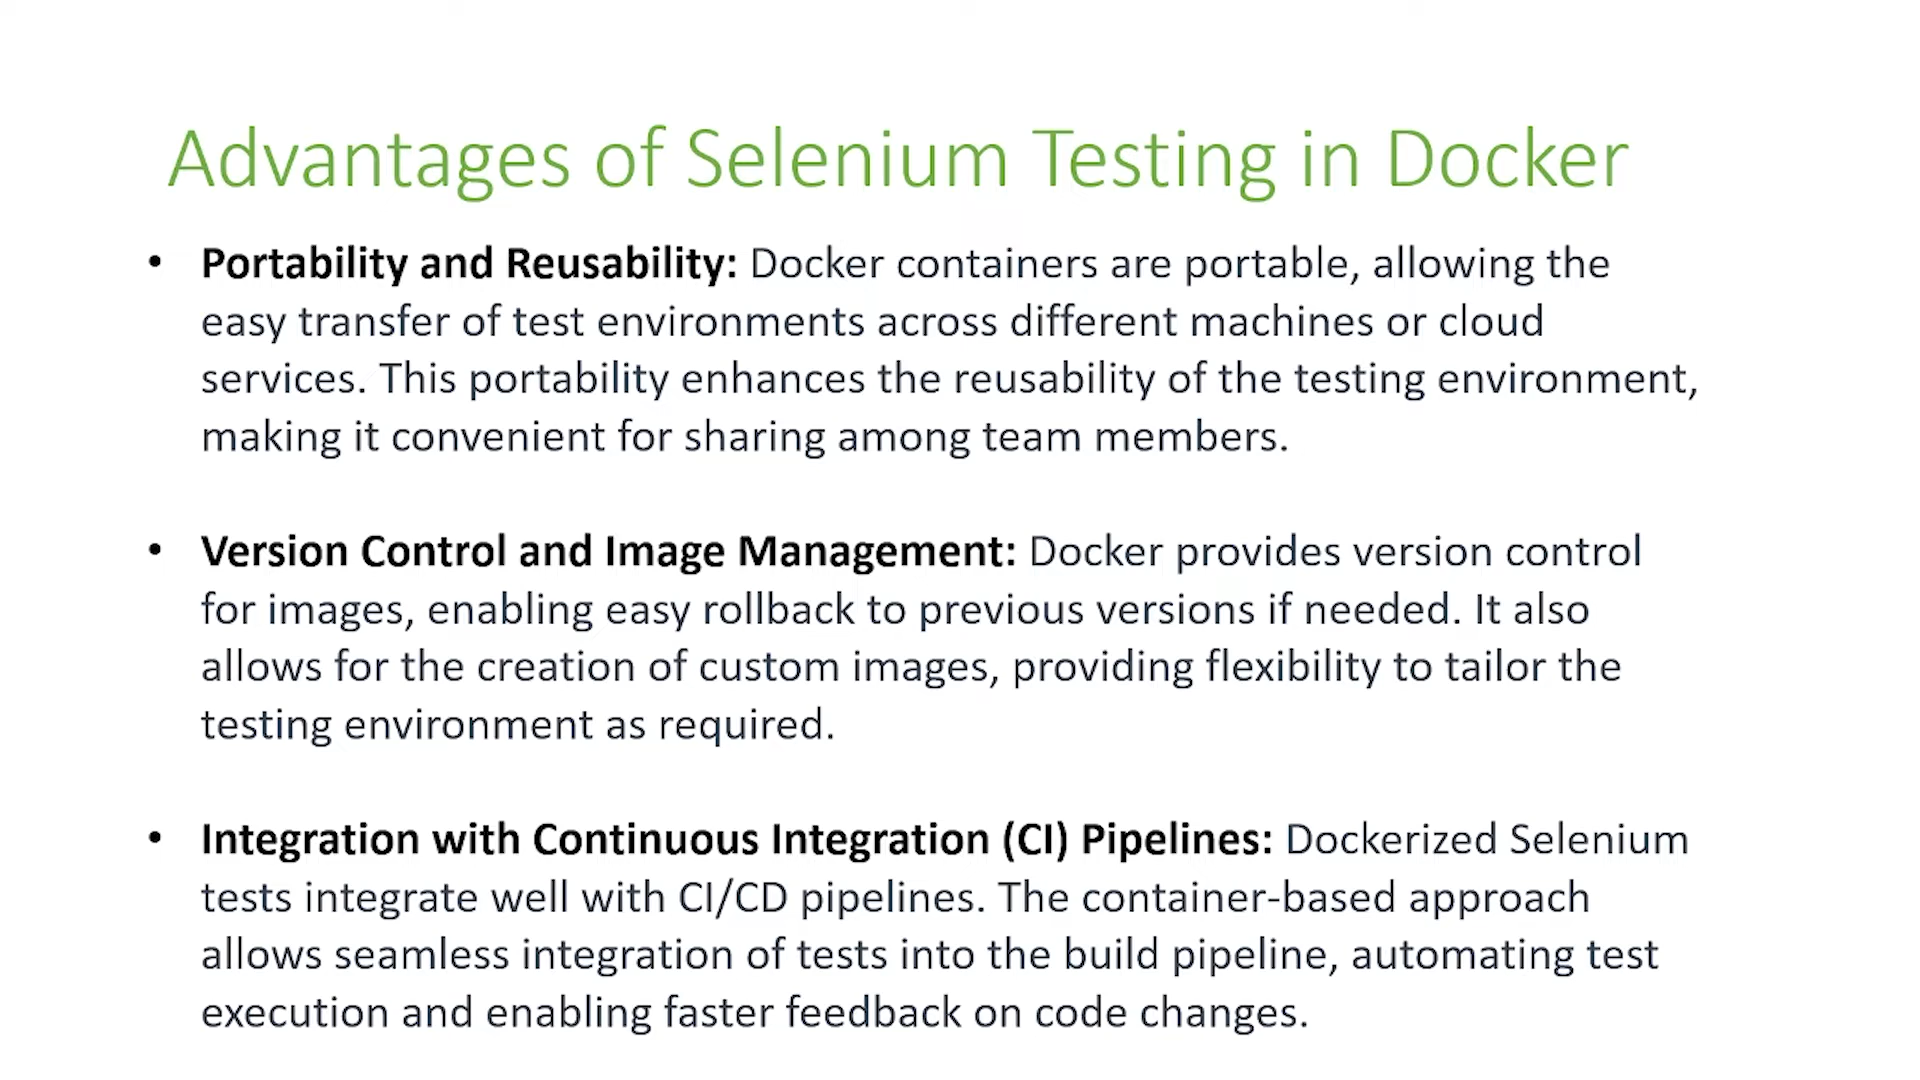 Advantages of Selenium Testing in Docker
• Portability and Reusability: Docker containers are portable, allowing the
easy transfer of test environments across different machines or cloud
services. This portability enhances the reusability of the testing environment,
making it convenient for sharing among team members.
• Version Control and Image Management: Docker provides version control
for images, enabling easy rollback to previous versions if needed. It also
allows for the creation of custom images, providing flexibility to tailor the
testing environment as required.
• Integration with Continuous Integration (CI) Pipelines: Dockerized Selenium
tests integrate well with CI/CD pipelines. The container-based approach
allows seamless integration of tests into the build pipeline, automating test
execution and enabling faster feedback on code changes.